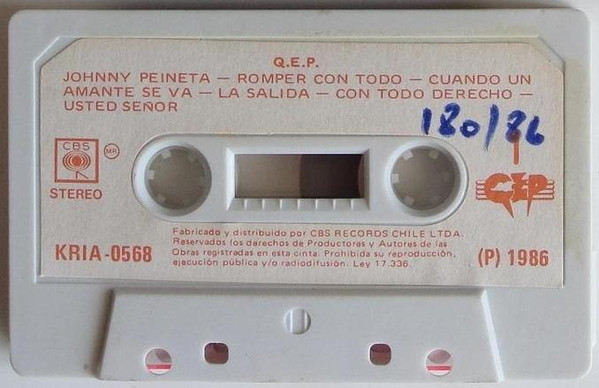 Q.E.P.
JOHNNY PEINETA — ROMPER CON TODO — CUANDO UN
AMANTE SE VA — LA SALIDA — CON TODO DERECHO —
USTED SEÑOR
180/86
CBS
MR
STEREO
QEP
Fabricado y distribuido por CBS RECORDS CHILE LTDA.
Reservados los derechos de Productores y Autores de las
Obras registradas en esta cinta. Prohibida su reproducción,
ejecución pública y/o radiodifusión. Ley 17.336.
KRIA-0568
(P) 1986